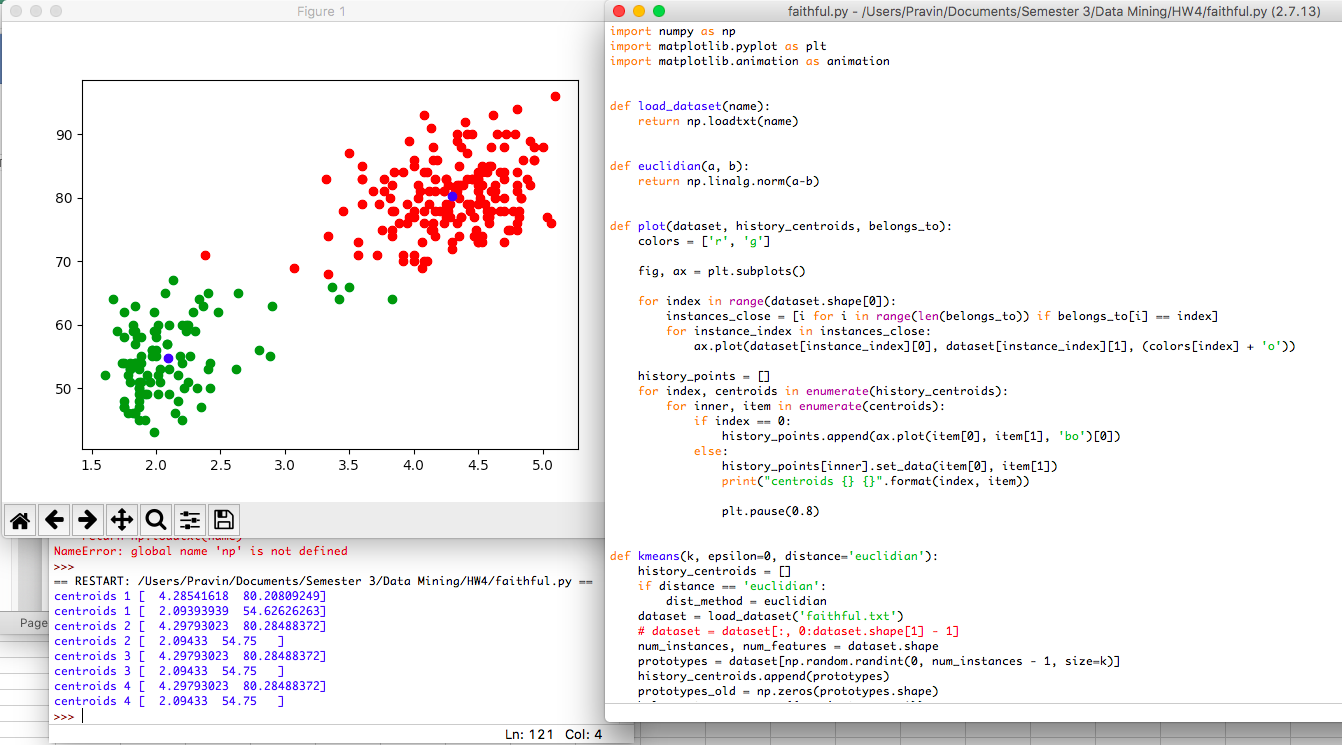 Figure 1
90
80
70
60
50
1.5 2.0 2.5 3.0 3.5 4.0 4.5 5.0
NameError: global name 'np' is not defined
>>>
== RESTART: /Users/Pravin/Documents/Semester 3/Data Mining/HW4/faithful.py ==
centroids 1 [  4.28541618  80.20809249]
centroids 1 [  2.09393939  54.62626263]
centroids 2 [  4.29793023  80.28488372]
centroids 2 [  2.09433  54.75   ]
centroids 3 [  4.29793023  80.28488372]
centroids 3 [  2.09433  54.75   ]
centroids 4 [  4.29793023  80.28488372]
centroids 4 [  2.09433  54.75   ]
>>>
Ln: 121 Col: 4
Page
faithful.py - /Users/Pravin/Documents/Semester 3/Data Mining/HW4/faithful.py (2.7.13)
import numpy as np
import matplotlib.pyplot as plt
import matplotlib.animation as animation
def load_dataset(name):
    return np.loadtxt(name)
def euclidian(a, b):
    return np.linalg.norm(a-b)
def plot(dataset, history_centroids, belongs_to):
    colors = ['r', 'g']
    fig, ax = plt.subplots()
    for index in range(dataset.shape[0]):
        instances_close = [i for i in range(len(belongs_to)) if belongs_to[i] == index]
        for instance_index in instances_close:
            ax.plot(dataset[instance_index][0], dataset[instance_index][1], (colors[index] + 'o'))
    history_points = []
    for index, centroids in enumerate(history_centroids):
        for inner, item in enumerate(centroids):
            if index == 0:
                history_points.append(ax.plot(item[0], item[1], 'bo')[0])
            else:
                history_points[inner].set_data(item[0], item[1])
                print("centroids {} {}".format(index, item))
                plt.pause(0.8)
def kmeans(k, epsilon=0, distance='euclidian'):
    history_centroids = []
    if distance == 'euclidian':
        dist_method = euclidian
    dataset = load_dataset('faithful.txt')
    # dataset = dataset[:, 0:dataset.shape[1] - 1]
    num_instances, num_features = dataset.shape
    prototypes = dataset[np.random.randint(0, num_instances - 1, size=k)]
    history_centroids.append(prototypes)
    prototypes_old = np.zeros(prototypes.shape)